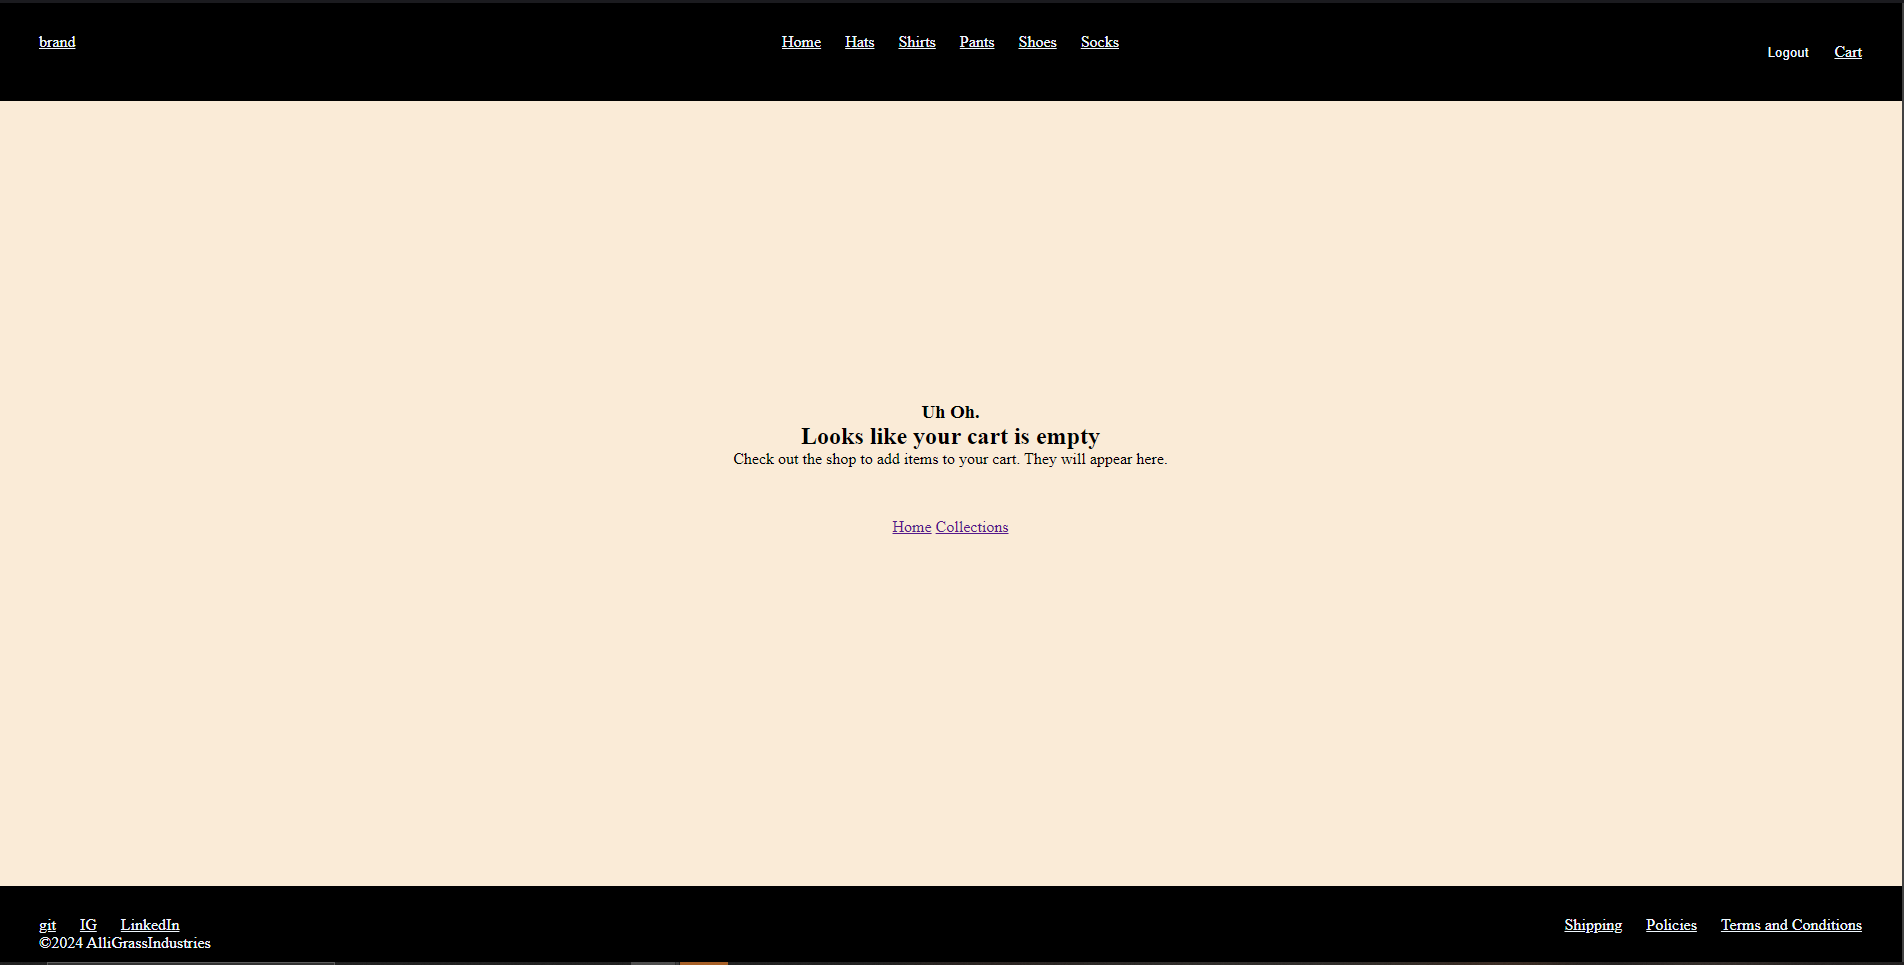 brand
Home Hats Shirts Pants Shoes Socks
Logout Cart
Uh Oh.
Looks like your cart is empty
Check out the shop to add items to your cart. They will appear here.
Home Collections
git IG LinkedIn
©2024 AlliGrassIndustries
Shipping Policies Terms and Conditions